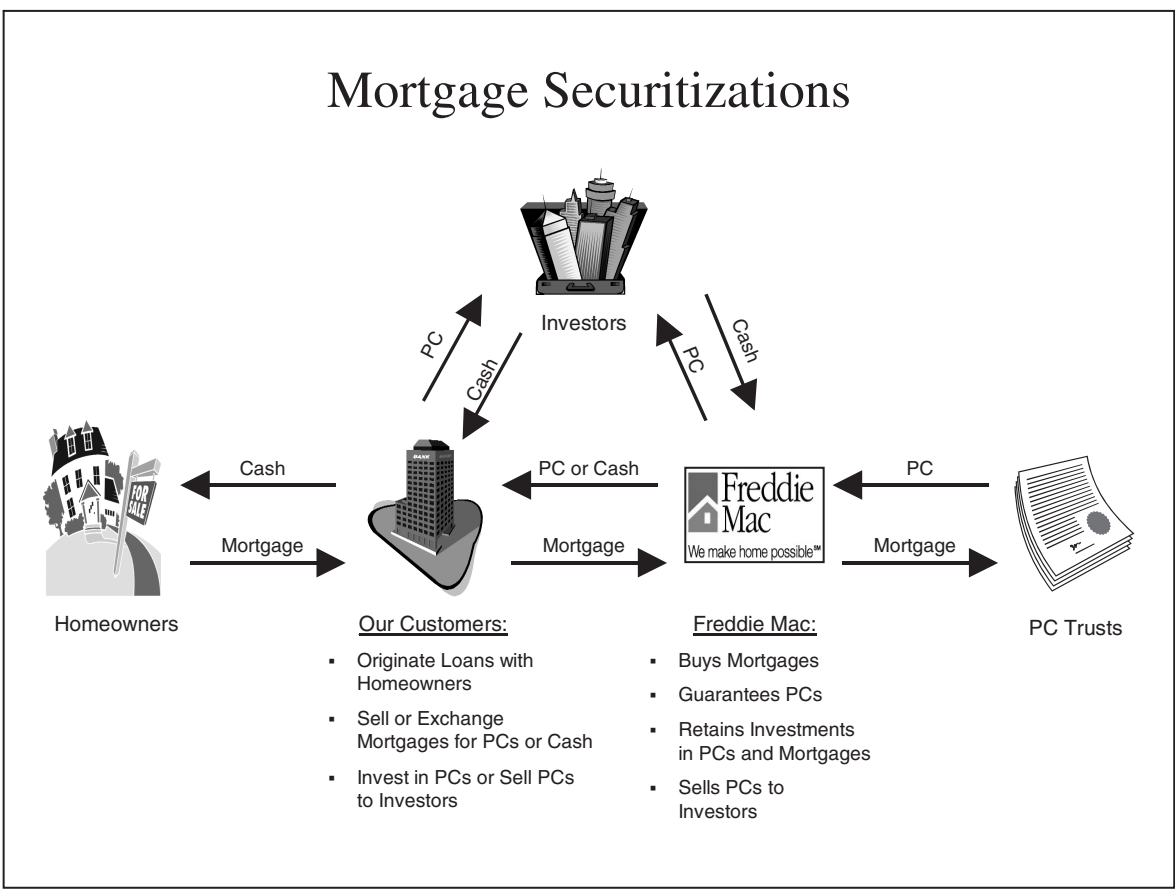 Mortgage Securitizations
Investors
PC
Cash
PC
Cash
BANK
FOR
SALE
Cash
PC or Cash
Freddie
Mac
We make home possible℠
PC
Mortgage
Mortgage
Mortgage
Homeowners
Our Customers:
▪ Originate Loans with
Homeowners
▪ Sell or Exchange
Mortgages for PCs or Cash
▪ Invest in PCs or Sell PCs
to Investors
Freddie Mac:
▪ Buys Mortgages
▪ Guarantees PCs
▪ Retains Investments
in PCs and Mortgages
▪ Sells PCs to
Investors
PC Trusts